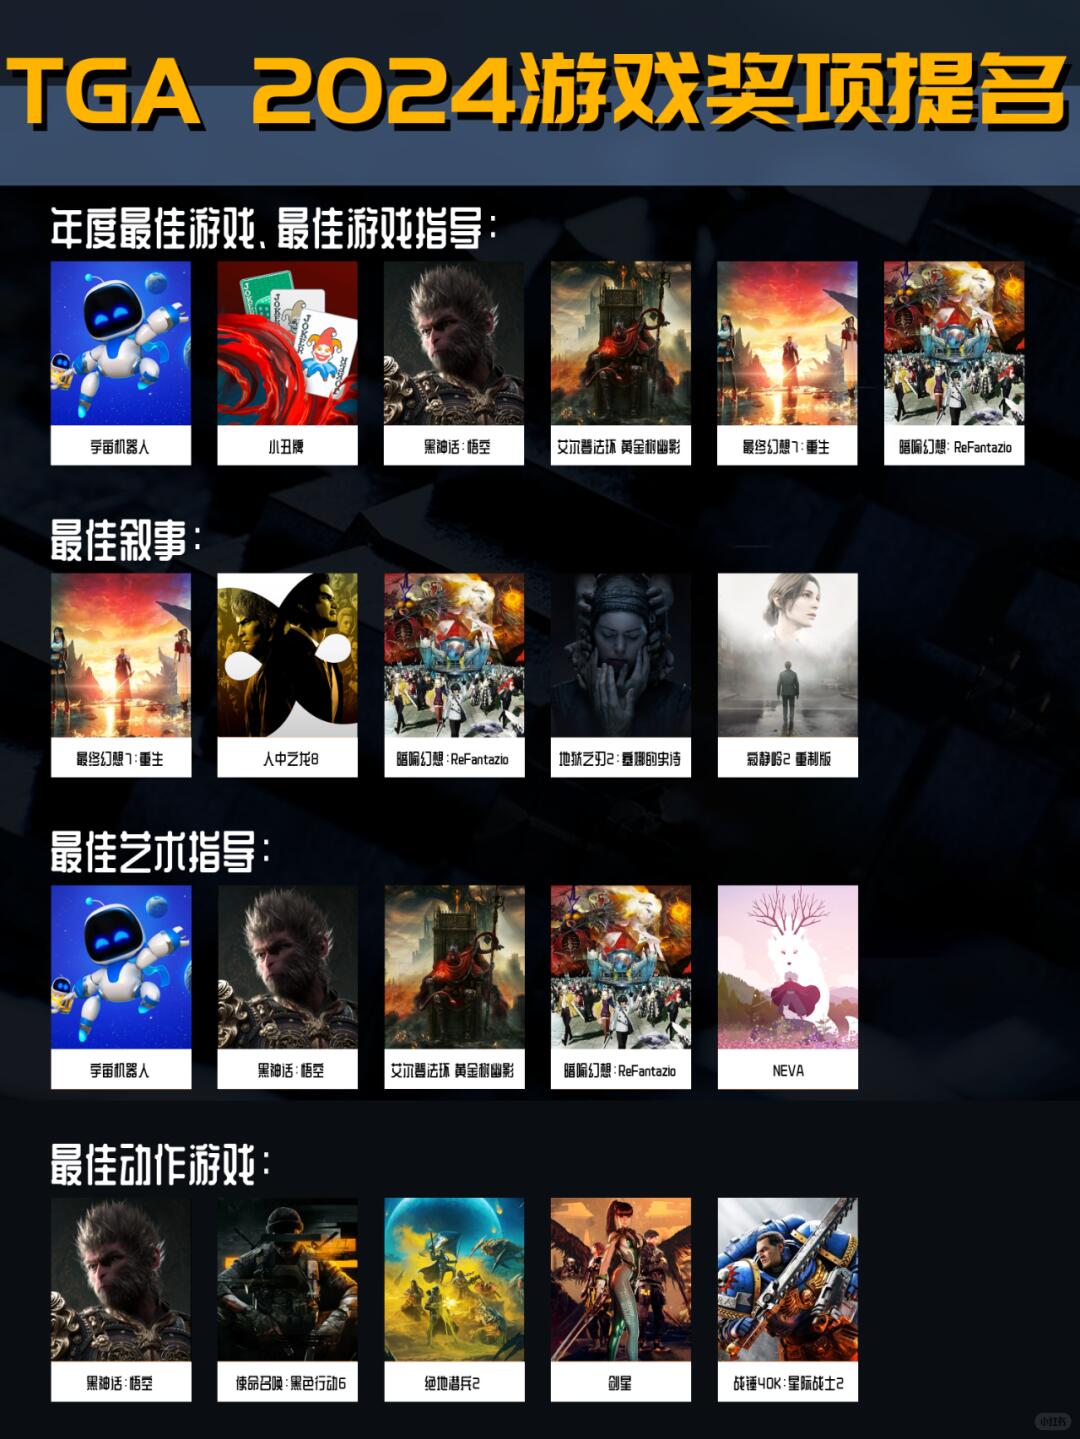 TGA 2024游戏奖项提名
年度最佳游戏、最佳游戏指导：
宇宙机器人
小丑牌
黑神话：悟空
艾尔登法环 黄金树幽影
最终幻想7：重生
暗喻幻想：ReFantazio
最佳叙事：
最终幻想7：重生
人中之龙8
暗喻幻想：ReFantazio
地狱之刃2：塞娜的史诗
寂静岭2 重制版
最佳艺术指导：
宇宙机器人
黑神话：悟空
艾尔登法环 黄金树幽影
暗喻幻想：ReFantazio
NEVA
最佳动作游戏：
黑神话：悟空
使命召唤：黑色行动6
绝地潜兵2
剑星
战锤40K：星际战士2
小红书